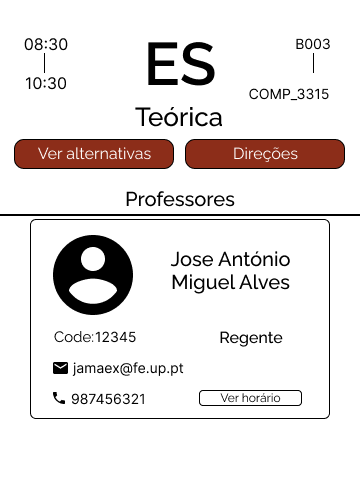 08:30
10:30
ES
B003
COMP_3315
Teórica
Ver alternativas
Direções
Professores
Jose António
Miguel Alves
Code:12345
Regente
jamaex@fe.up.pt
987456321
Ver horário